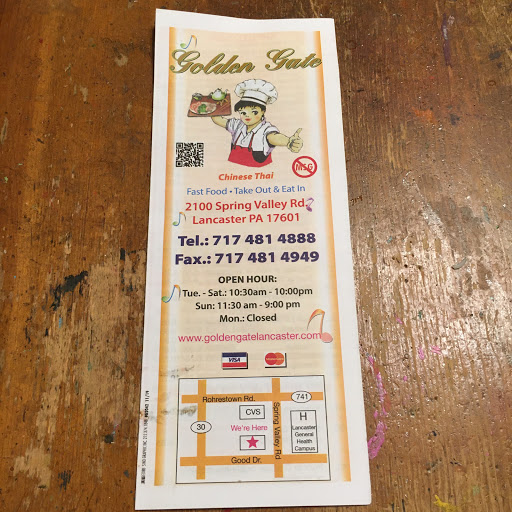 Golden Gate
MSG
Chinese Thai
Fast Food • Take Out & Eat In
2100 Spring Valley Rd
Lancaster PA 17601
Tel.: 717 481 4888
Fax.: 717 481 4949
OPEN HOUR:
Tue. - Sat.: 10:30am - 10:00pm
Sun: 11:30 am - 9:00 pm
Mon.: Closed
www.goldengatelancaster.com
VISA
MasterCard
Rohrestown Rd.
741
CVS
30
We're Here
Spring Valley Rd
H
Lancaster
General
Health
Campus
Good Dr.